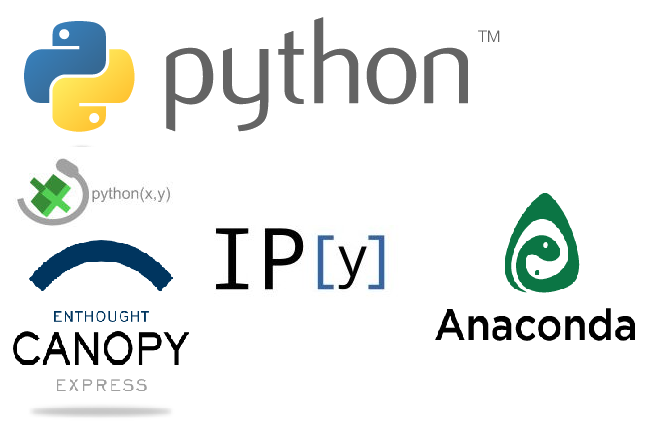 python™
python(x,y)
IP[y]
ENTHOUGHT
CANOPY
EXPRESS
Anaconda